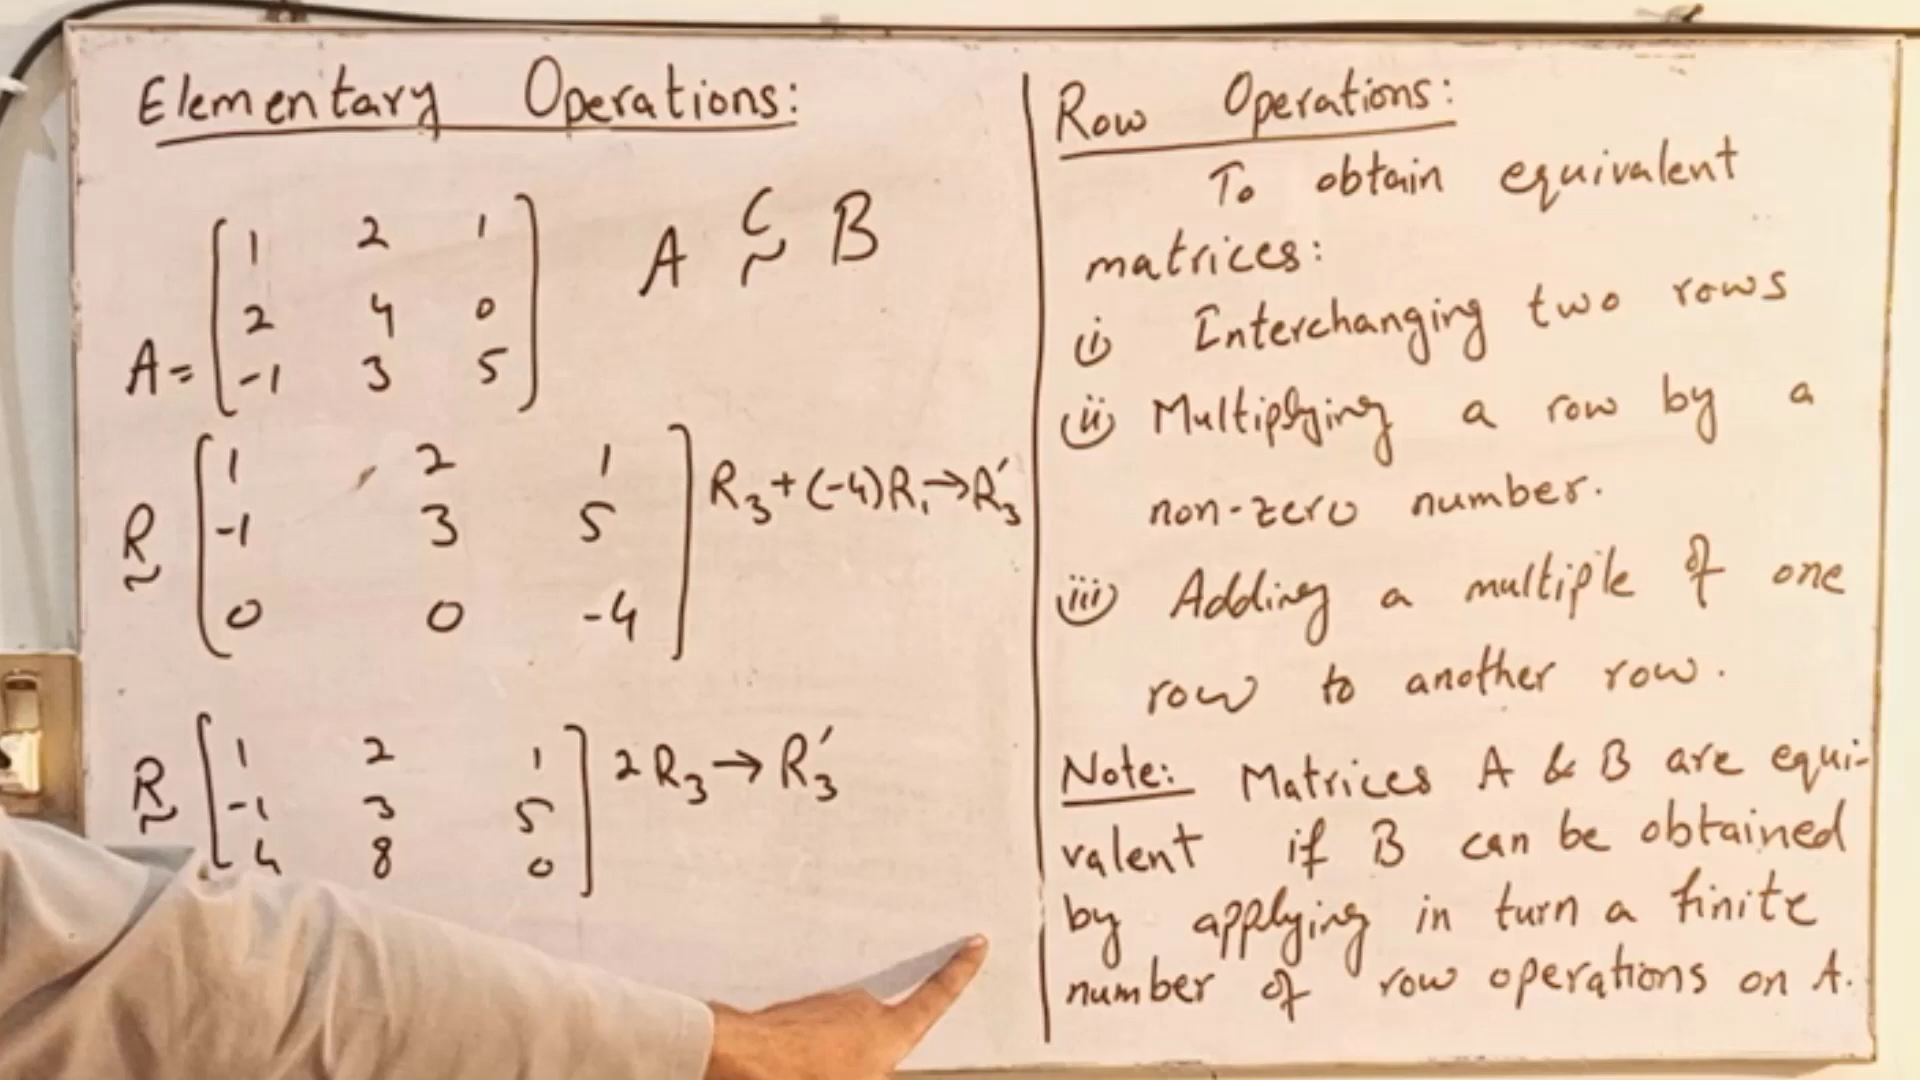 Elementary Operations:
A = [1 2 1
2 4 0
-1 3 5]
A C~ B
R~ [1 2 1
-1 3 5
0 0 -4] R₃+(-4)R₁→R₃′
R~ [1 2 1
-1 3 5
4 8 0] 2R₃→R₃′
Row Operations:
To obtain equivalent
matrices:
(i) Interchanging two rows
(ii) Multiplying a row by a
non-zero number.
(iii) Adding a multiple of one
row to another row.
Note: Matrices A & B are equi-
valent if B can be obtained
by applying in turn a finite
number of row operations on A.